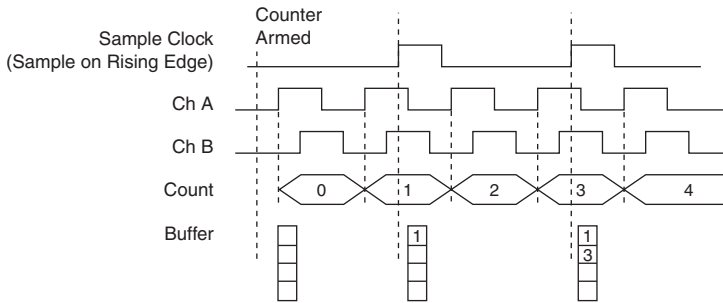 Counter
Armed
Sample Clock
(Sample on Rising Edge)
Ch A
Ch B
Count 0 1 2 3 4
Buffer
1 1
3